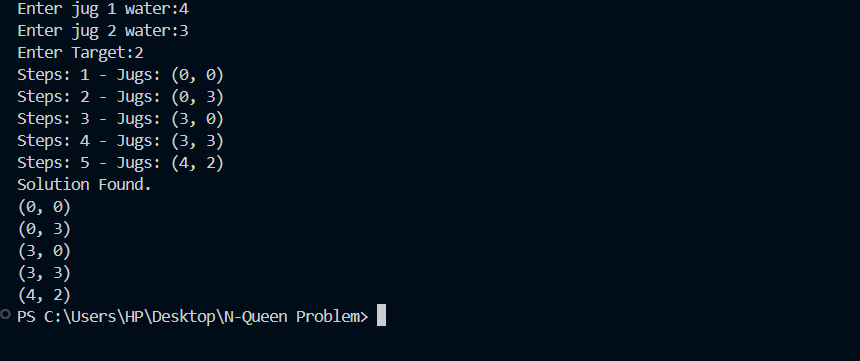 Enter jug 1 water:4
Enter jug 2 water:3
Enter Target:2
Steps: 1 - Jugs: (0, 0)
Steps: 2 - Jugs: (0, 3)
Steps: 3 - Jugs: (3, 0)
Steps: 4 - Jugs: (3, 3)
Steps: 5 - Jugs: (4, 2)
Solution Found.
(0, 0)
(0, 3)
(3, 0)
(3, 3)
(4, 2)
PS C:\Users\HP\Desktop\N-Queen Problem>